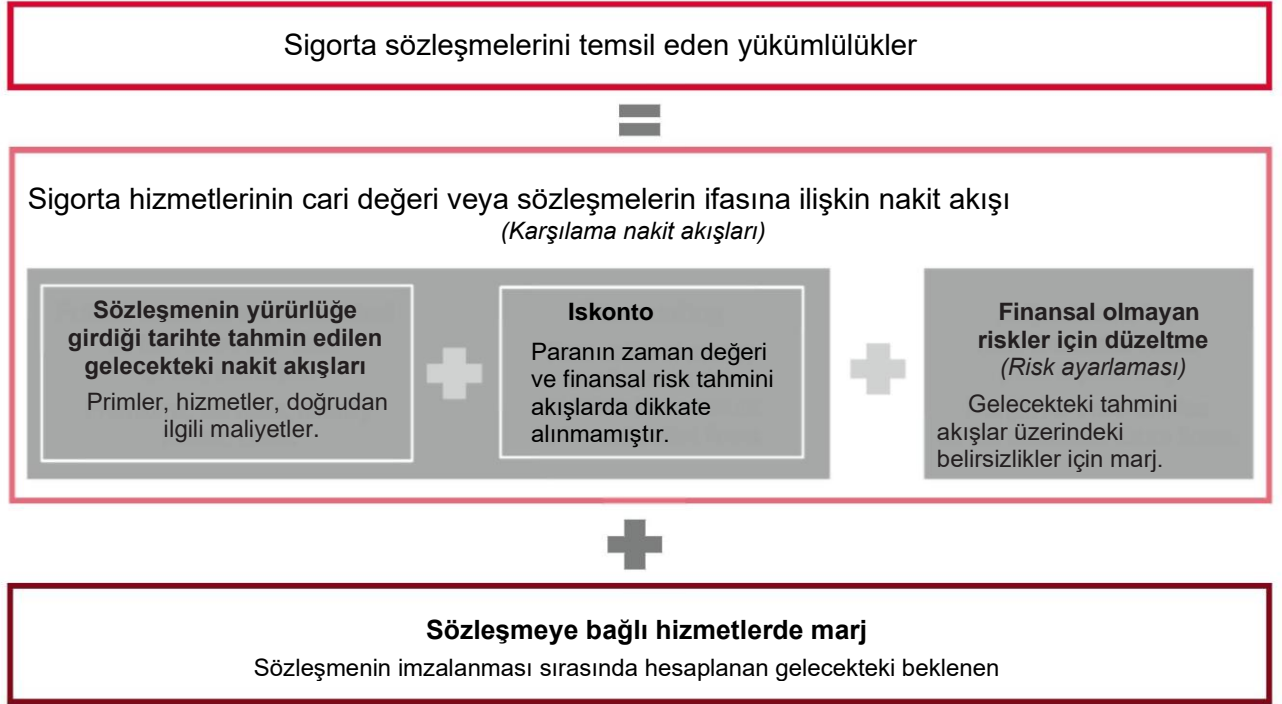 Sigorta sözleşmelerini temsil eden yükümlülükler
Sigorta hizmetlerinin cari değeri veya sözleşmelerin ifasına ilişkin nakit akışı
(Karşılama nakit akışları)
Sözleşmenin yürürlüğe
girdiği tarihte tahmin edilen
gelecekteki nakit akışları
Primler, hizmetler, doğrudan
ilgili maliyetler.
Iskonto
Paranın zaman değeri
ve finansal risk tahmini
akışlarda dikkate
alınmamıştır.
Finansal olmayan
riskler için düzeltme
(Risk ayarlaması)
Gelecekteki tahmini
akışlar üzerindeki
belirsizlikler için marj.
Sözleşmeye bağlı hizmetlerde marj
Sözleşmenin imzalanması sırasında hesaplanan gelecekteki beklenen